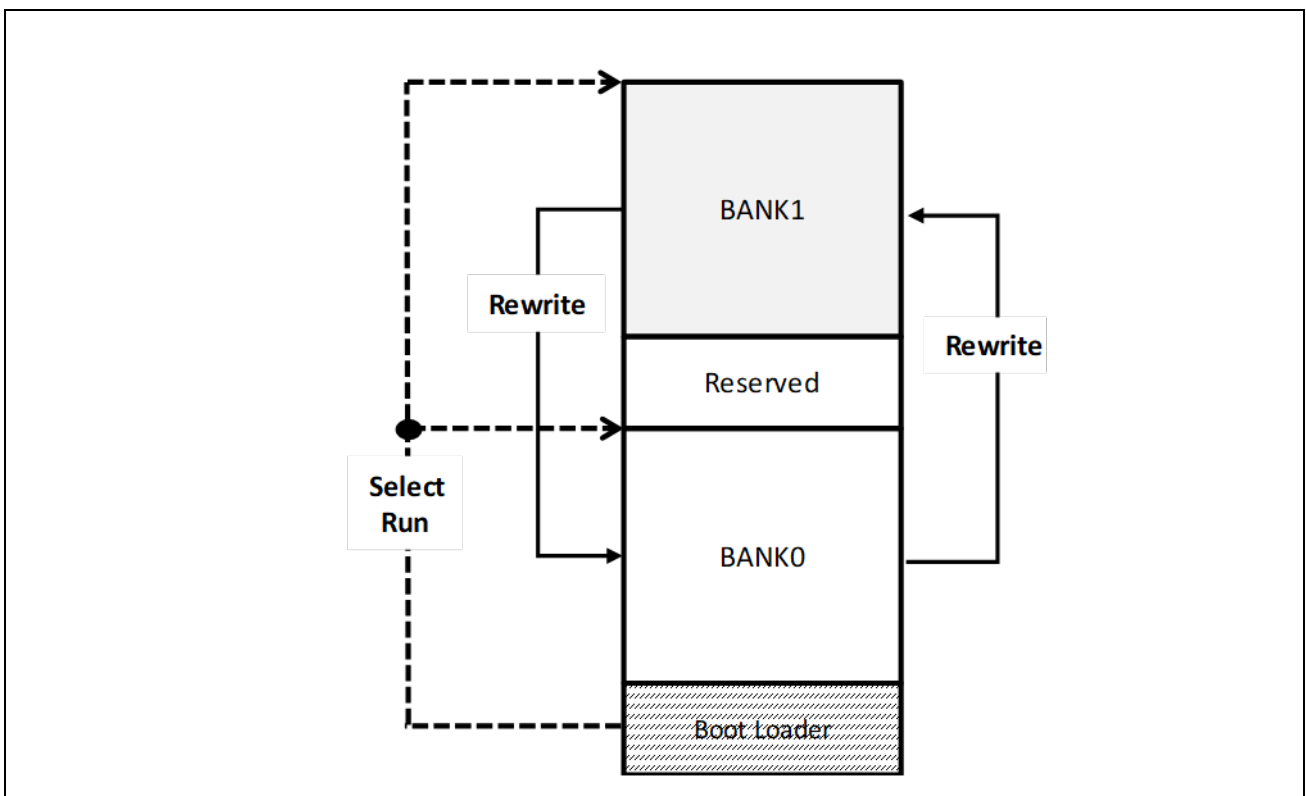 BANK1
Rewrite
Rewrite
Reserved
Select
Run
BANK0
Boot Loader